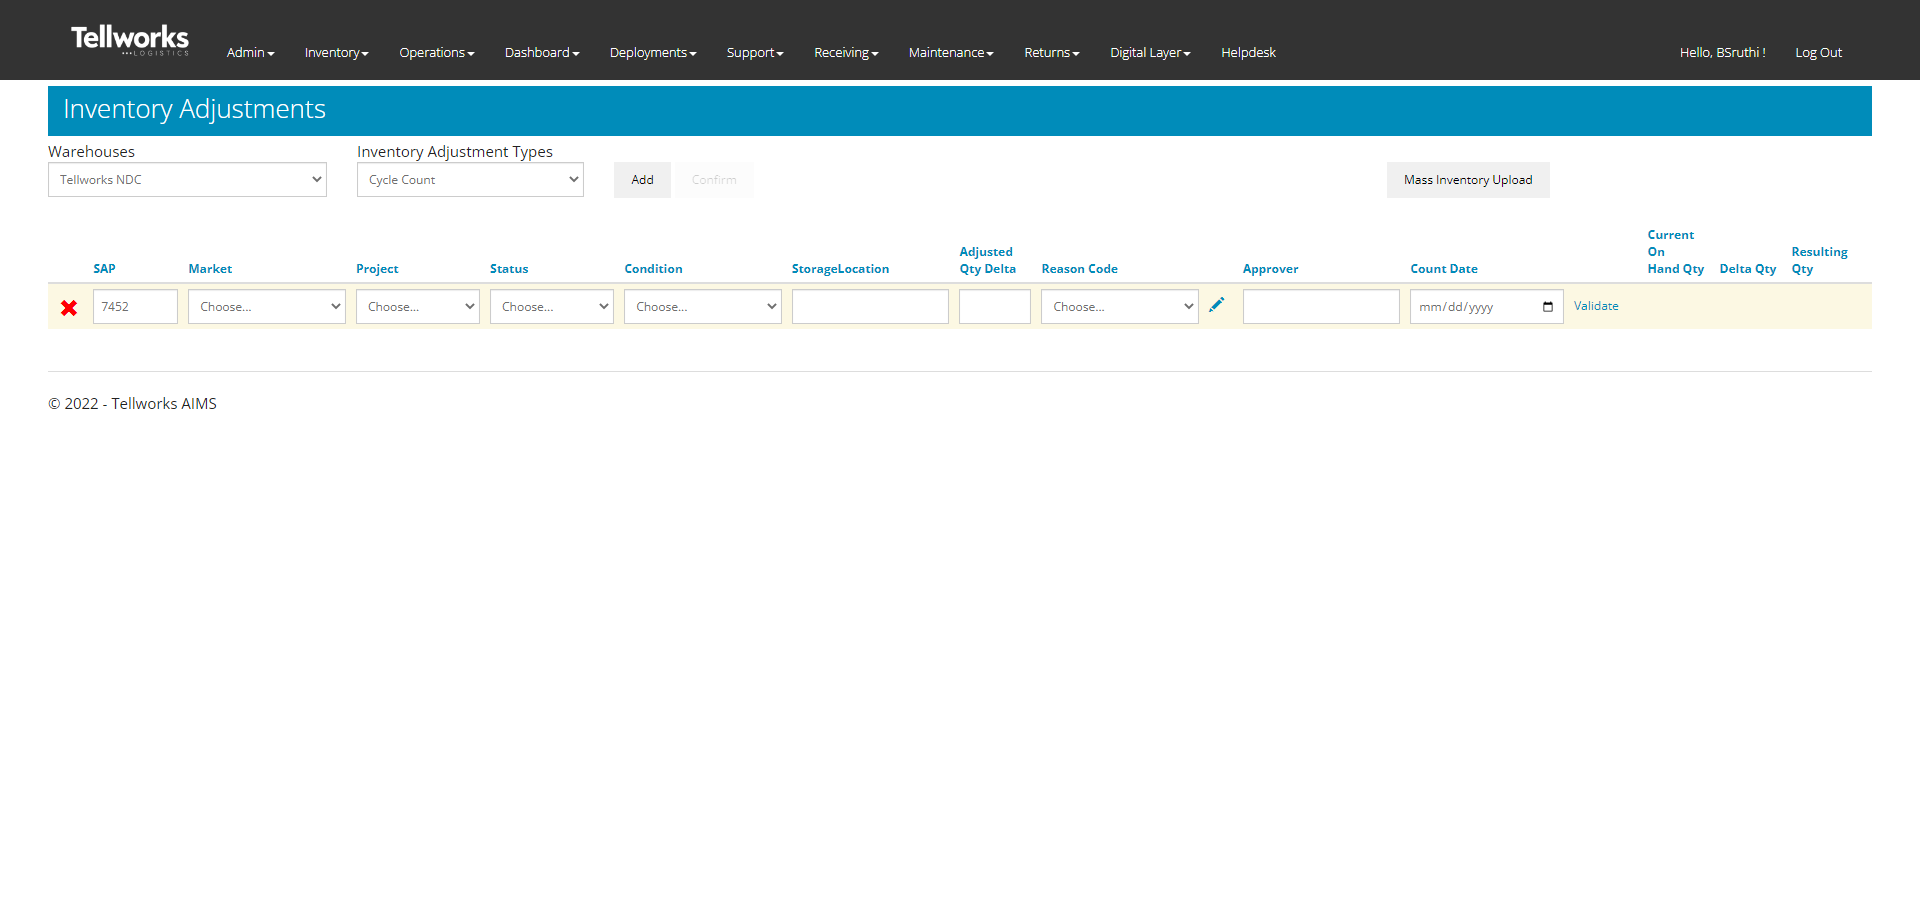 Tellworks
LOGISTICS
Admin Inventory Operations Dashboard Deployments Support Receiving Maintenance Returns Digital Layer Helpdesk Hello, BSruthi ! Log Out
Inventory Adjustments
Warehouses Inventory Adjustment Types
Tellworks NDC Cycle Count Add Confirm Mass Inventory Upload
SAP Market Project Status Condition StorageLocation Adjusted Qty Delta Reason Code Approver Count Date Current On Hand Qty Delta Qty Resulting Qty
7452 Choose... Choose... Choose... Choose... Choose... mm/dd/yyyy Validate
© 2022 - Tellworks AIMS